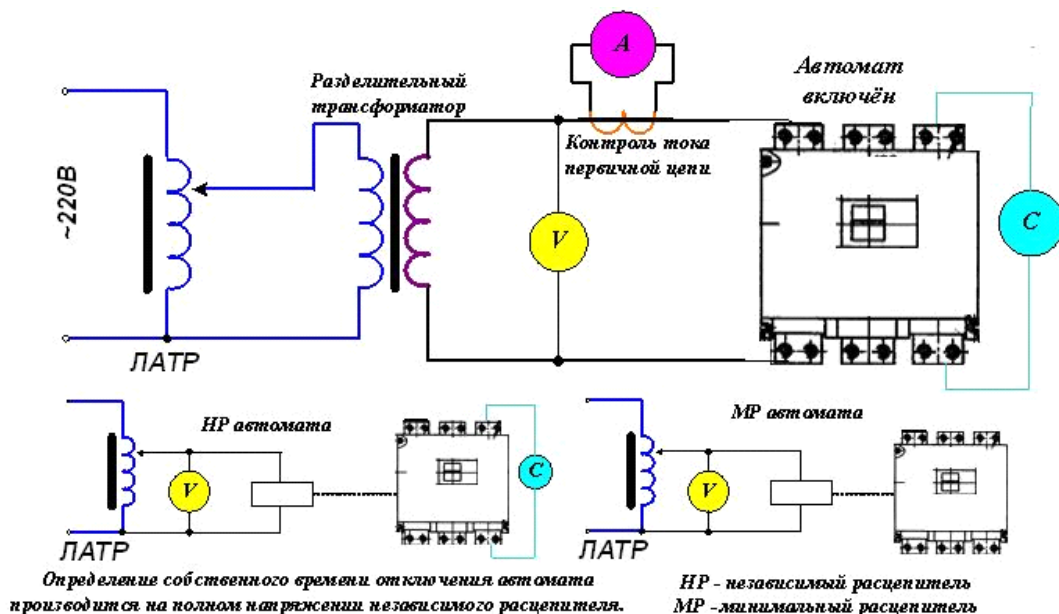 A
Разделительный
трансформатор
Автомат
включён
Контроль тока
первичной цепи
~220В
V
C
ЛАТР
НР автомата
МР автомата
V
C
V
ЛАТР
ЛАТР
Определение собственного времени отключения автомата
производится на полном напряжении независимого расцепителя.
НР - независимый расцепитель
МР -минимальный расцепитель